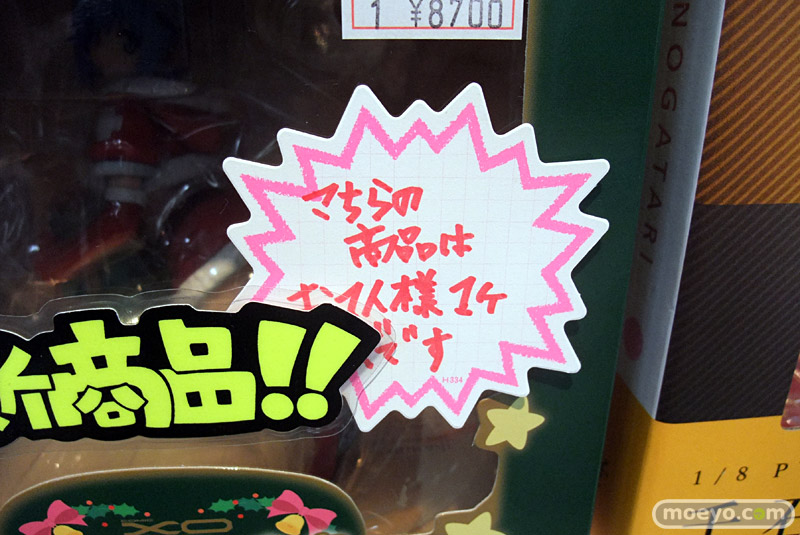 1 ¥8700
こちらの
商品は
お1人様1ケ
です
H334
商品!!
NOGATARI
XO
1/8 P
moeyo.com